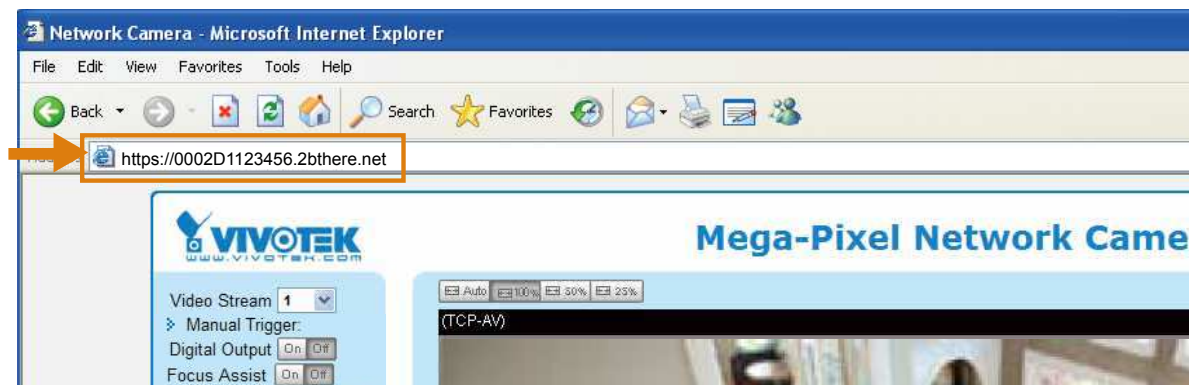 Network Camera - Microsoft Internet Explorer
File Edit View Favorites Tools Help
Back Search Favorites
https://0002D1123456.2bthere.net
VIVOTEK
www.vivotek.com
Mega-Pixel Network Came
Video Stream 1
Manual Trigger:
Digital Output On Off
Focus Assist On Off
Auto 100% 50% 25%
(TCP-AV)